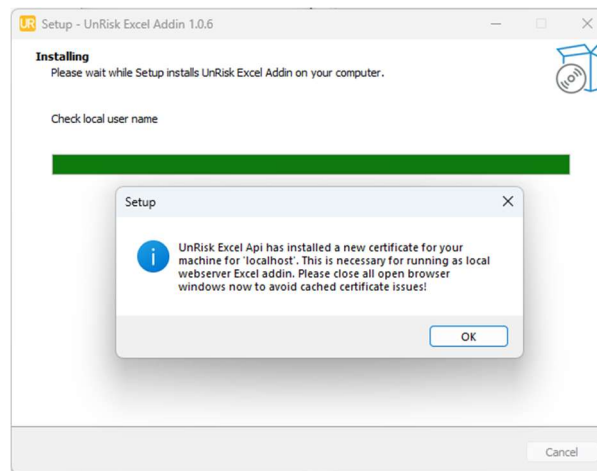 UR Setup - UnRisk Excel Addin 1.0.6
Installing
Please wait while Setup installs UnRisk Excel Addin on your computer.
Check local user name
Setup
UnRisk Excel Api has installed a new certificate for your
machine for 'localhost'. This is necessary for running as local
webserver Excel addin. Please close all open browser
windows now to avoid cached certificate issues!
OK
Cancel